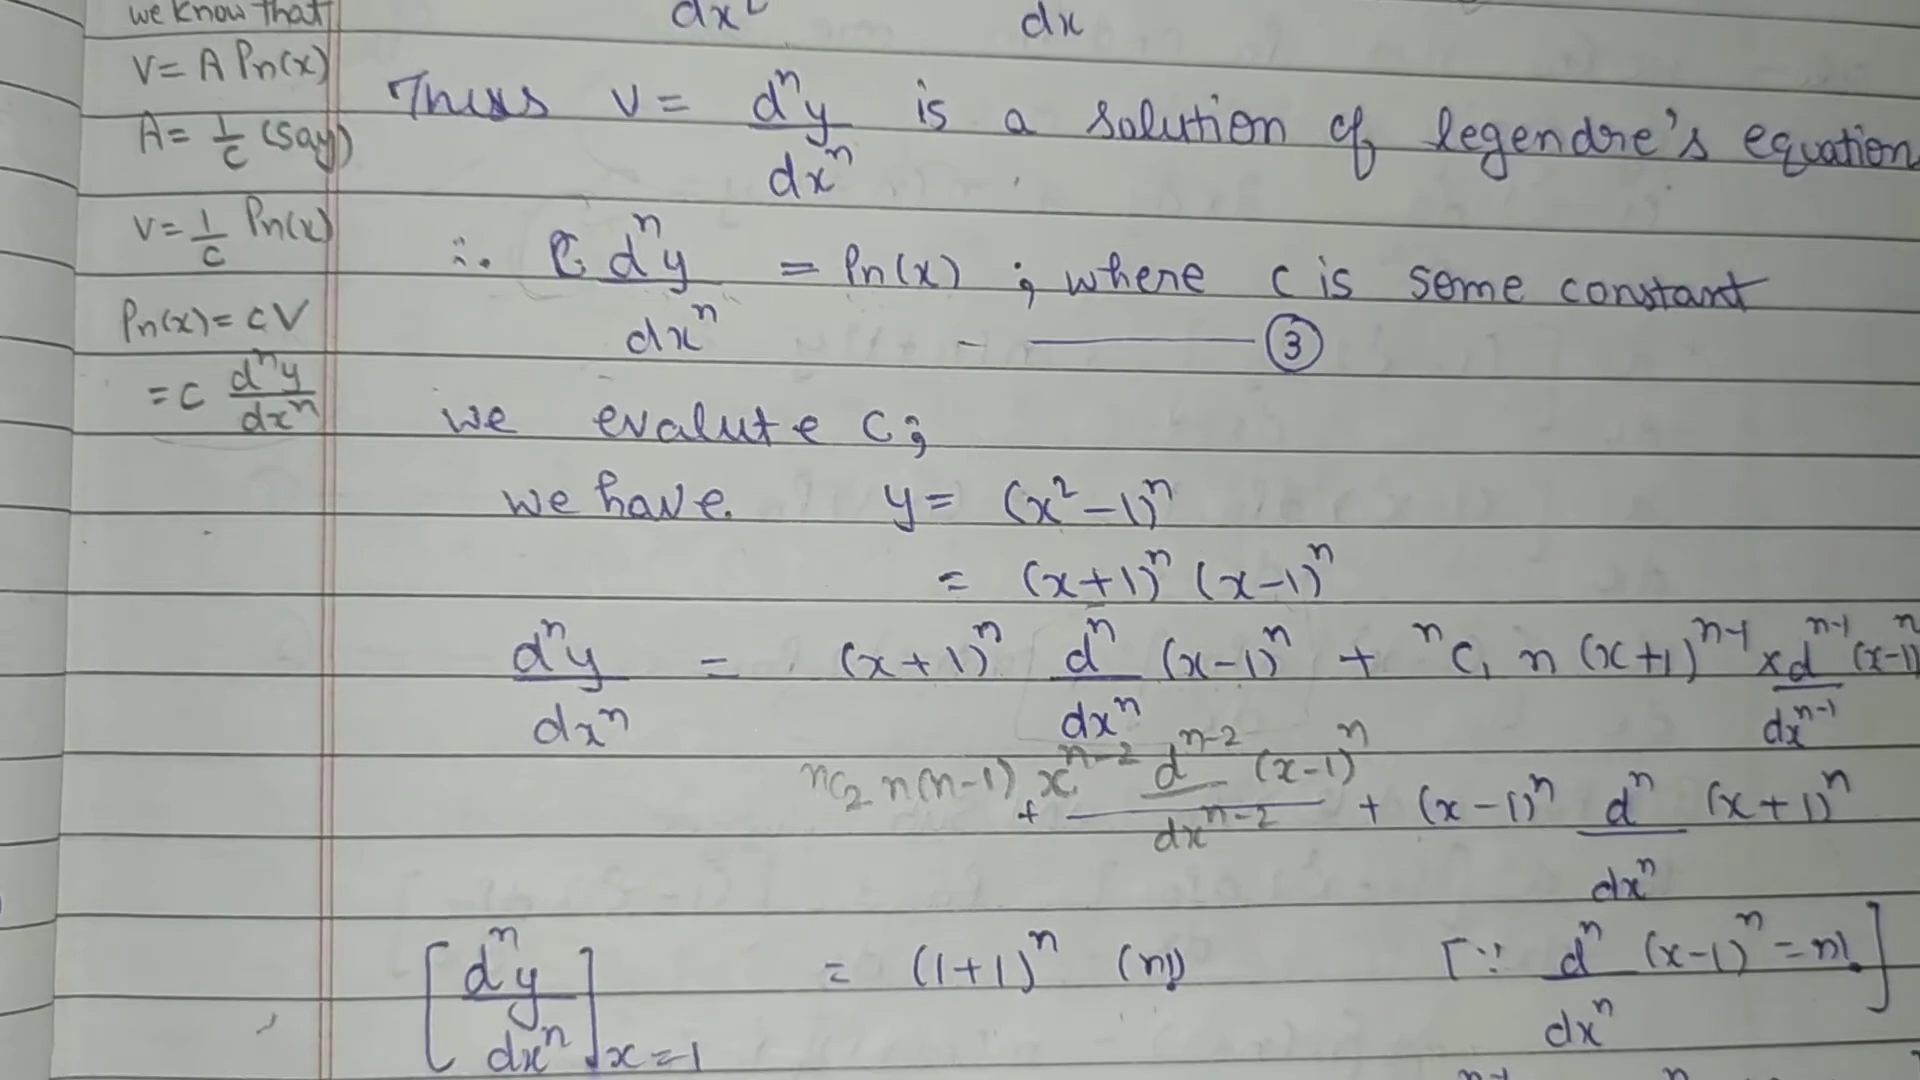 we know that
V = A Pn(x)
A = 1/c (say)
V = 1/c Pn(x)
Pn(x) = cV
= c dⁿy/dxⁿ
dx² dx
Thus V = dⁿy/dxⁿ is a solution of legendre's equation
∴ C dⁿy/dxⁿ = Pn(x) ; where c is some constant
— ③
we evalute c;
we have. y = (x²-1)ⁿ
= (x+1)ⁿ (x-1)ⁿ
dⁿy/dxⁿ = (x+1)ⁿ dⁿ/dxⁿ (x-1)ⁿ + ⁿC₁ n (x+1)ⁿ⁻¹ × dⁿ⁻¹/dxⁿ⁻¹ (x-1)ⁿ
+ nC₂ n(n-1) xⁿ⁻² dⁿ⁻²/dxⁿ⁻² (x-1)ⁿ + (x-1)ⁿ dⁿ/dxⁿ (x+1)ⁿ
[dⁿy/dxⁿ]x=1 = (1+1)ⁿ (n!) [∵ dⁿ/dxⁿ (x-1)ⁿ = n!]